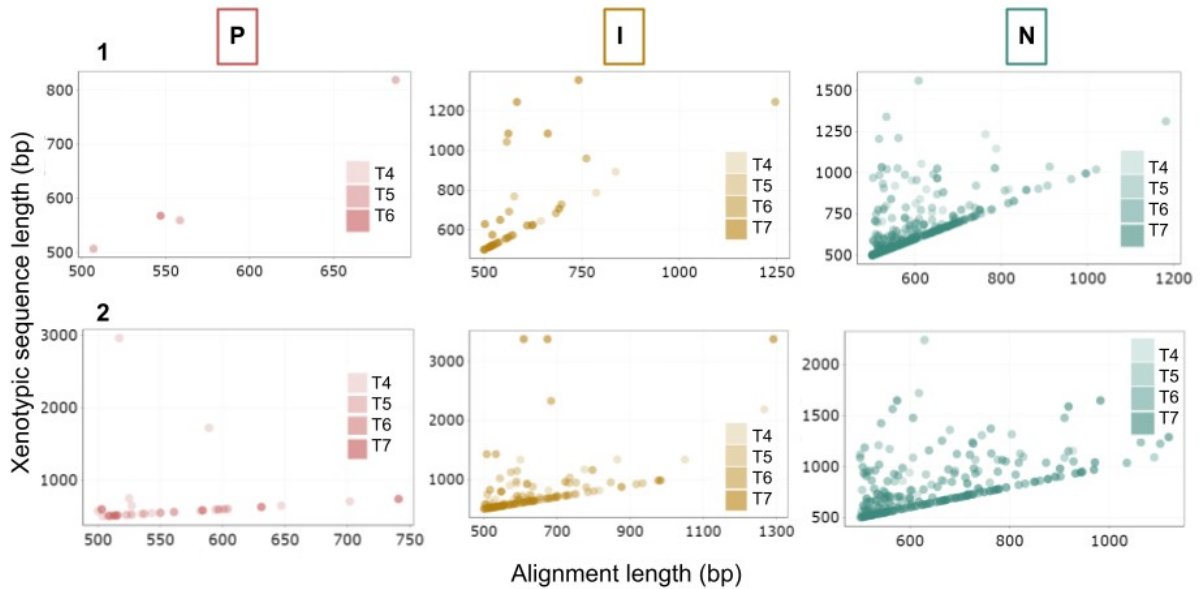 P I N
1
Xenotypic sequence length (bp)
800
700
600
500
500 550 600 650
T4
T5
T6
1200
1000
800
600
500 750 1000 1250
T4
T5
T6
T7
1500
1250
1000
750
500
600 800 1000 1200
T4
T5
T6
T7
2
3000
2000
1000
500 550 600 650 700 750
T4
T5
T6
T7
3000
2000
1000
500 700 900 1100 1300
T4
T5
T6
T7
2000
1500
1000
500
600 800 1000
T4
T5
T6
T7
Alignment length (bp)